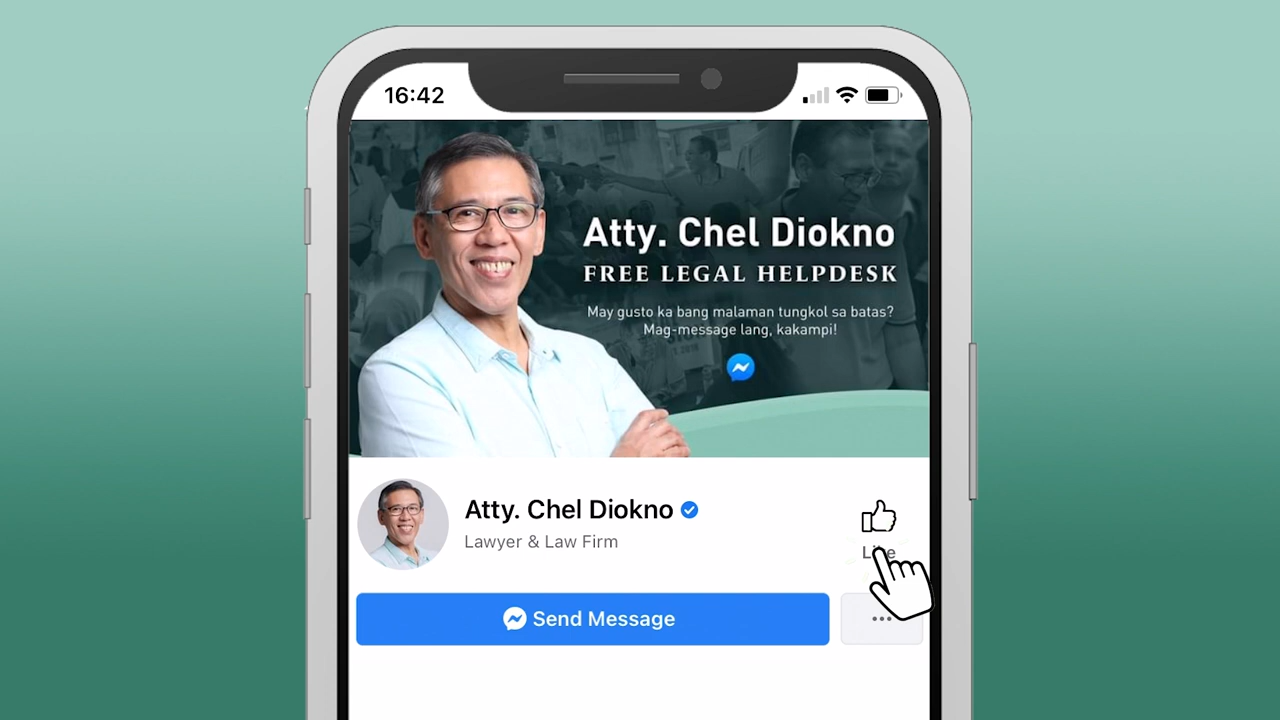 16:42
Atty. Chel Diokno
FREE LEGAL HELPDESK
May gusto ka bang malaman tungkol sa batas?
Mag-message lang, kakampi!
Atty. Chel Diokno
Lawyer & Law Firm
Like
Send Message